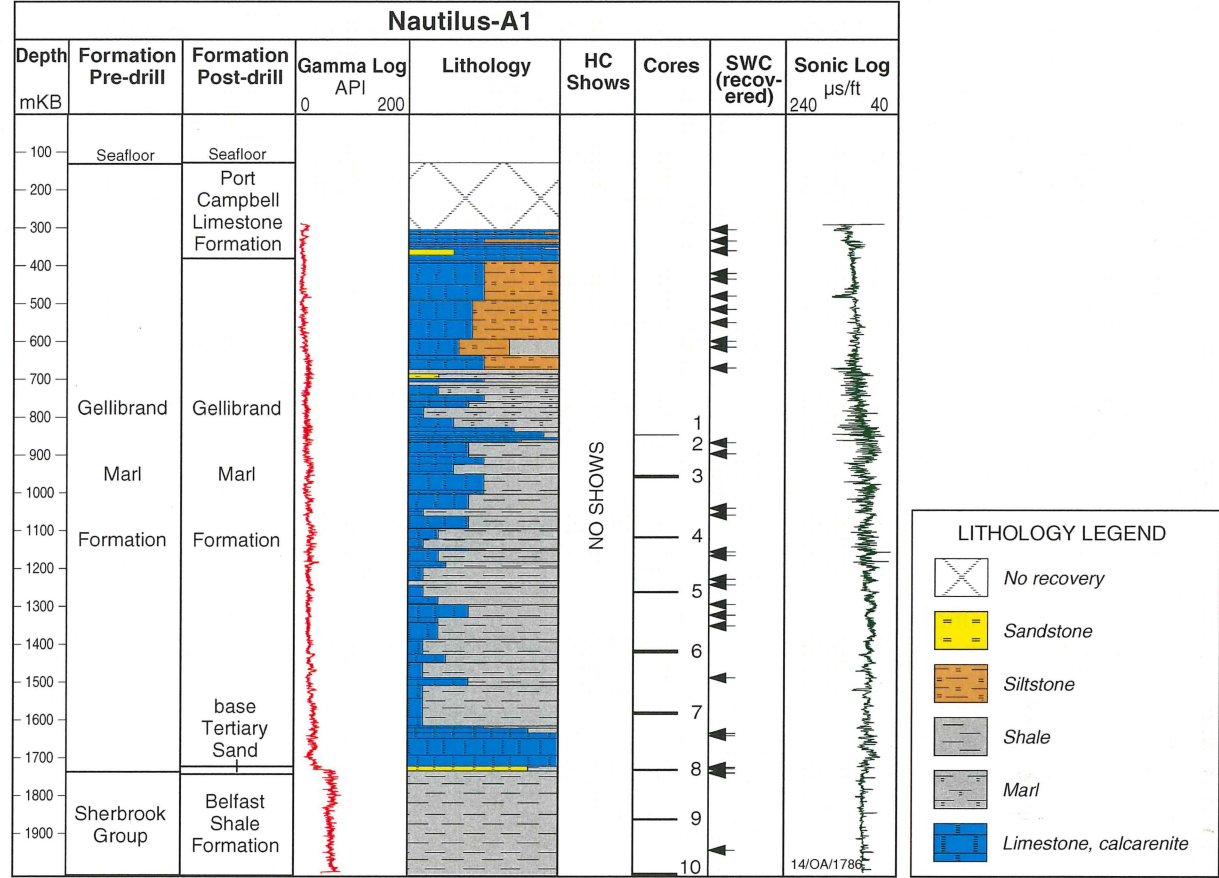 Nautilus-A1
Depth
mKB
Formation
Pre-drill
Formation
Post-drill
Gamma Log
API
0 200
Lithology
HC
Shows
Cores
SWC
(recov-
ered)
Sonic Log
µs/ft
240 40
100
200
300
400
500
600
700
800
900
1000
1100
1200
1300
1400
1500
1600
1700
1800
1900
Seafloor
Gellibrand
Marl
Formation
Sherbrook
Group
Seafloor
Port
Campbell
Limestone
Formation
Gellibrand
Marl
Formation
base
Tertiary
Sand
Belfast
Shale
Formation
NO SHOWS
1
2
3
4
5
6
7
8
9
10
14/OA/1786
LITHOLOGY LEGEND
No recovery
Sandstone
Siltstone
Shale
Marl
Limestone, calcarenite